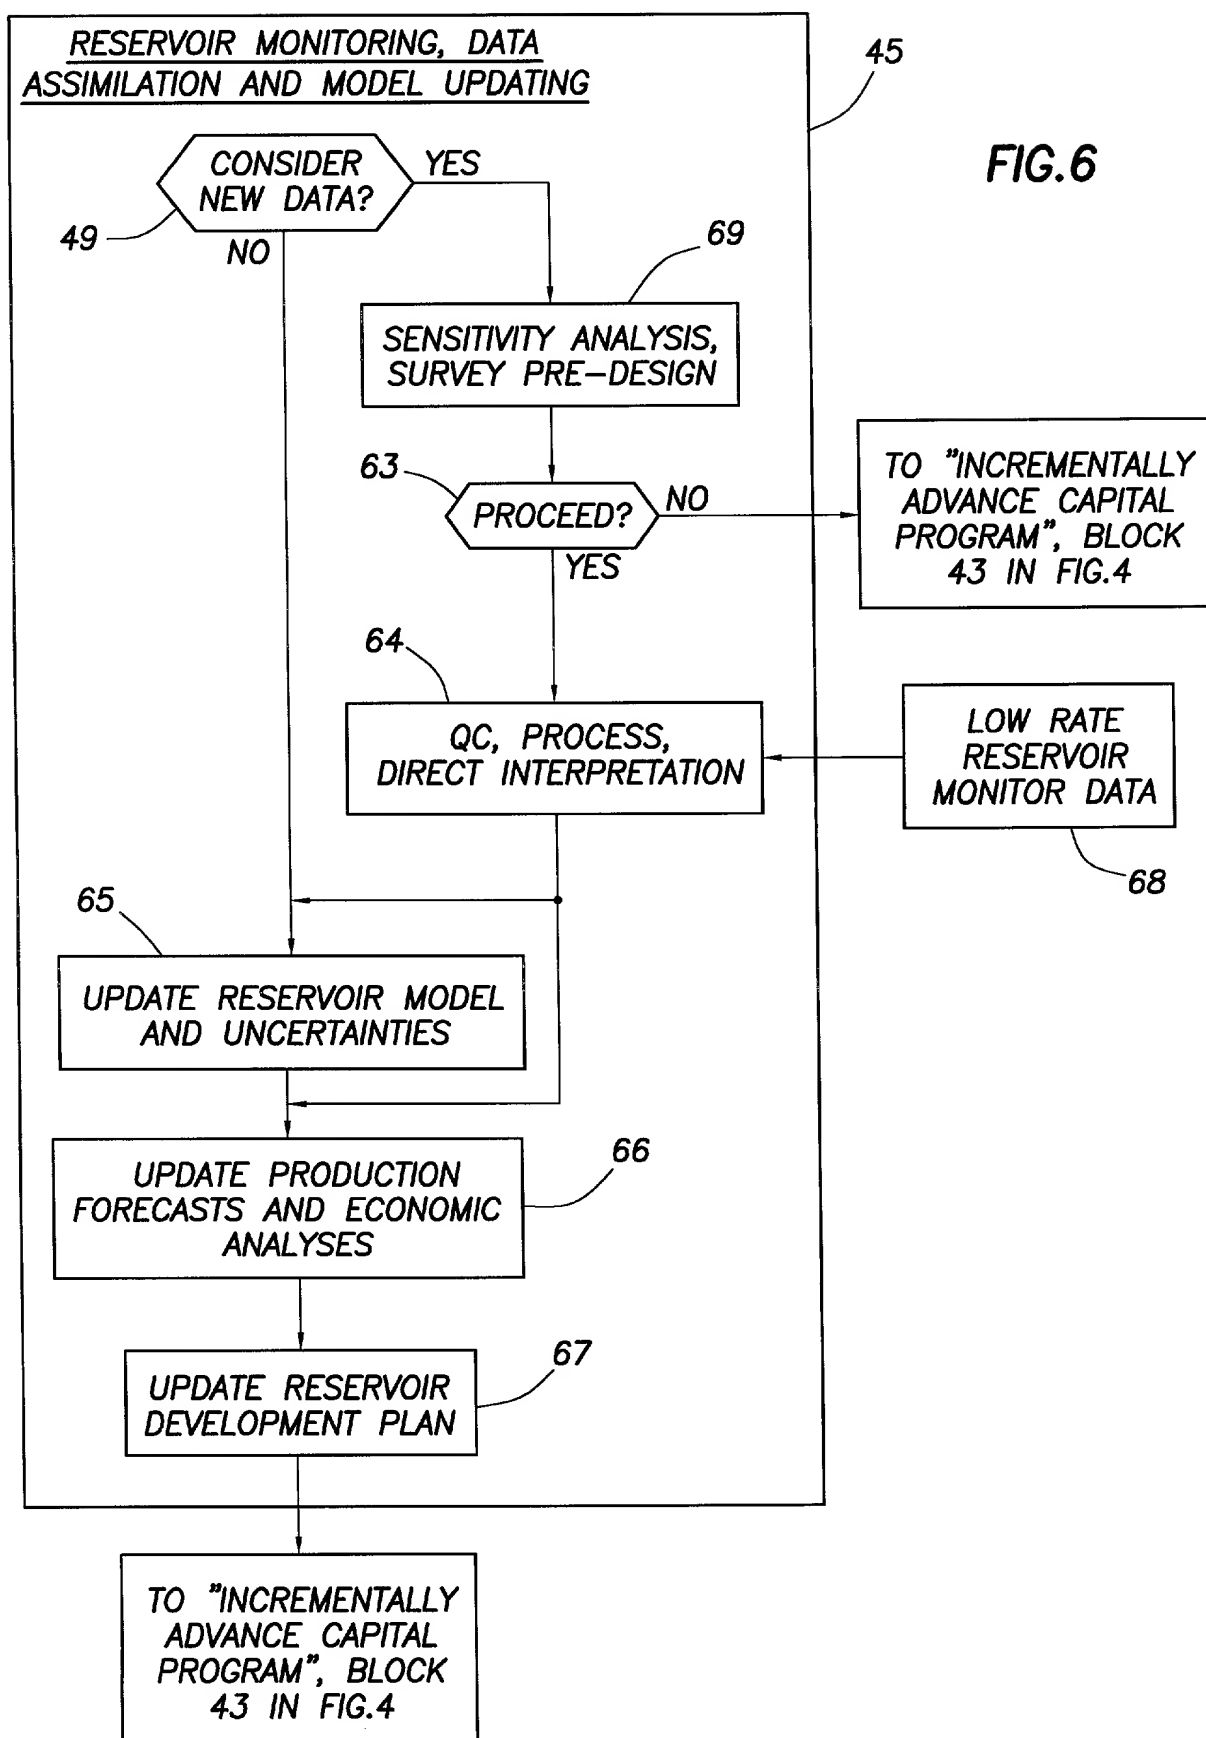 RESERVOIR MONITORING, DATA
ASSIMILATION AND MODEL UPDATING
45
FIG.6
CONSIDER
NEW DATA?
YES
49
NO
69
SENSITIVITY ANALYSIS,
SURVEY PRE-DESIGN
63
PROCEED?
NO
YES
TO "INCREMENTALLY
ADVANCE CAPITAL
PROGRAM", BLOCK
43 IN FIG.4
64
QC, PROCESS,
DIRECT INTERPRETATION
LOW RATE
RESERVOIR
MONITOR DATA
68
65
UPDATE RESERVOIR MODEL
AND UNCERTAINTIES
66
UPDATE PRODUCTION
FORECASTS AND ECONOMIC
ANALYSES
67
UPDATE RESERVOIR
DEVELOPMENT PLAN
TO "INCREMENTALLY
ADVANCE CAPITAL
PROGRAM", BLOCK
43 IN FIG.4